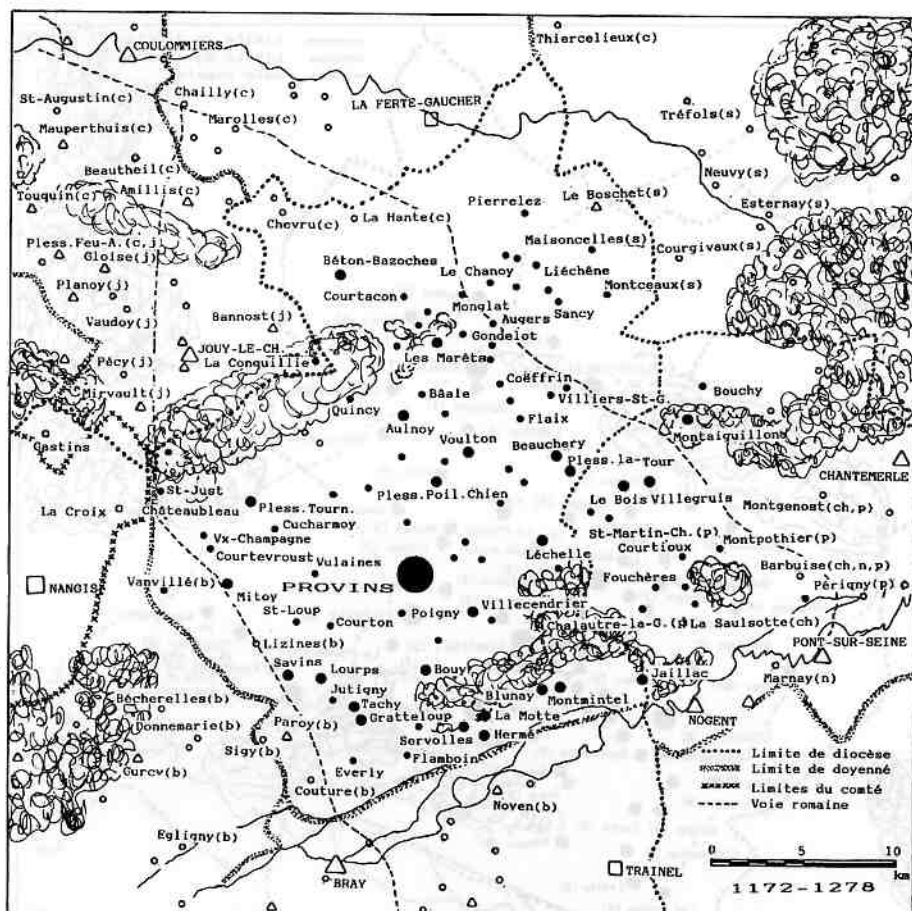 Thiercelieux(c)
COULOMMIERS
St-Augustin(c)
Chailly(c)
LA FERTE-GAUCHER
Tréfols(s)
Marolles(c)
Mauperthuis(c)
Beautheil(c)
Neuvy(s)
Amillis(c)
Touquin(c)
Le Boschet(s)
Pierrelez
Esternay(s)
La Hante(c)
Chevru(c)
Pless.Feu-A.(c,j)
Maisoncelles(s)
Courgivaux(s)
Gloise(j)
Béton-Bazoches
Le Chanoy
Liéchêne
Planoy(j)
Montceaux(s)
Courtacon
Monglat
Sancy
Vaudoy(j)
Bannost(j)
Augers
Gondelot
JOUY-LE-CH.
La Conquillie
Les Marêts
Pécy(j)
Coëffrin
Bouchy
Mirvault(j)
Bâale
Villiers-St-G.
Quincy
Aulnoy
Flaix
Montaiguillon
Gastins
Voulton
Beauchery
Pless.la-Tour
CHANTEMERLE
St-Just
Pless.Poil.Chien
Le Bois
Villegruis
Châteaubleau
Pless.Tourn.
Montgenost(ch,p)
La Croix
Cucharmoy
St-Martin-Ch.(p)
Vx-Champagne
Montpothier(p)
Courtevroust
Léchelle
Courtioux
Vulaines
Barbuise(ch,n,p)
NANGIS
Vanvillé(b)
PROVINS
Fouchères
Périgny(p)
Mitoy
St-Loup
Poigny
Villecendrier
Courton
Chalautre-la-G.
La Saulsotte(ch)
Lizines(b)
PONT-SUR-SEINE
Savins
Lourps
Bouy
Jaillac
Marnay(n)
Bécherelles(b)
Jutigny
Blunay
Montmintel
Tachy
Donnemarie(b)
Paroy(b)
Gratteloup
La Motte
NOGENT
Sigy(b)
Servolles
Hermé
Flamboin
Gurcy(b)
Everly
Couture(b)
Noyen(b)
Egligny(b)
BRAY
TRAINEL
Limite de diocèse
Limite de doyenné
Limites du comté
Voie romaine
0 5 10
km
1172-1278